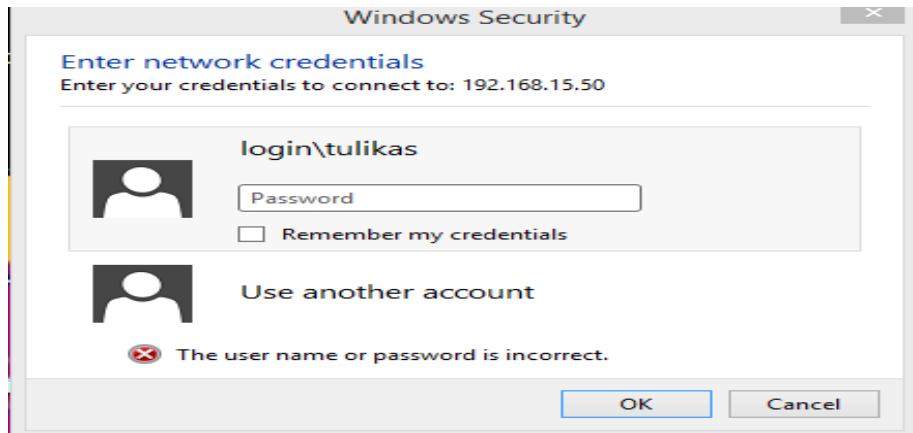 Windows Security
Enter network credentials
Enter your credentials to connect to: 192.168.15.50
login\tulikas
Password
Remember my credentials
Use another account
The user name or password is incorrect.
OK
Cancel